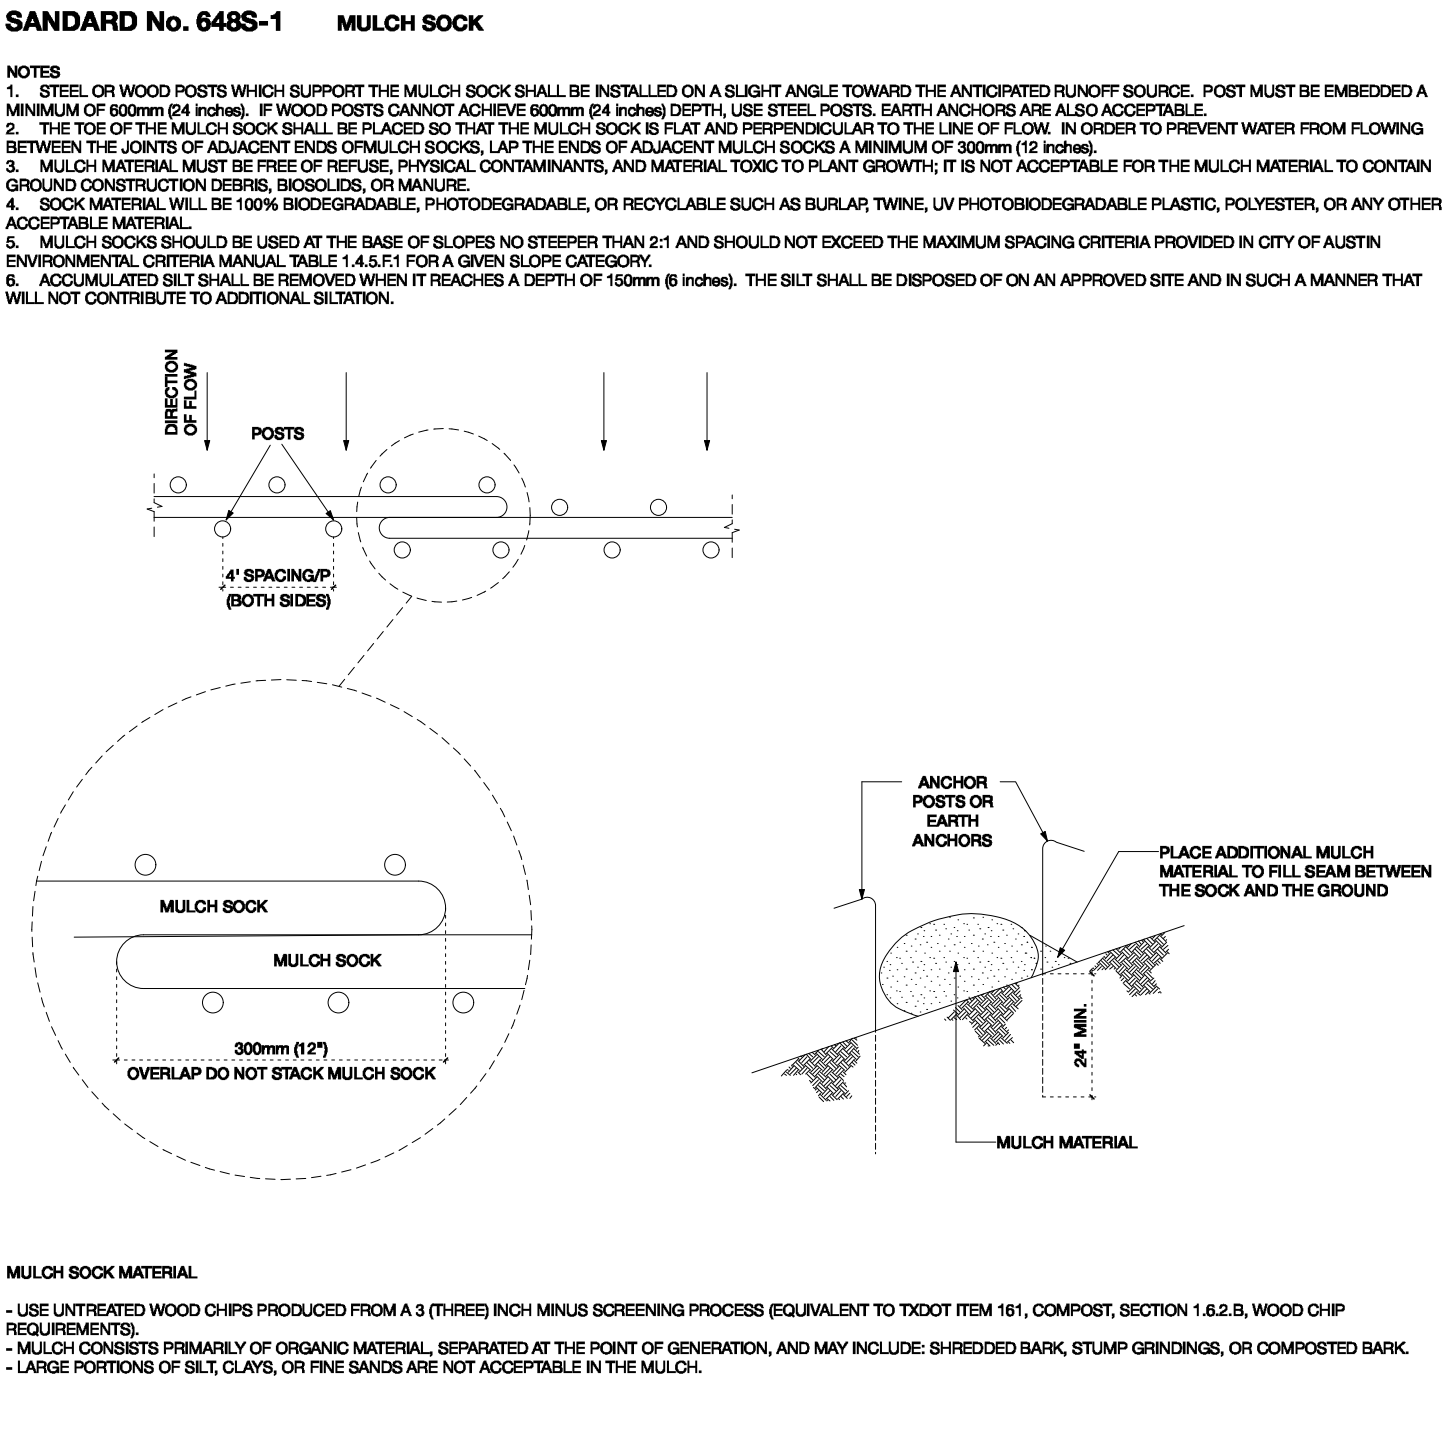 SANDARD No. 648S-1 MULCH SOCK
NOTES
1. STEEL OR WOOD POSTS WHICH SUPPORT THE MULCH SOCK SHALL BE INSTALLED ON A SLIGHT ANGLE TOWARD THE ANTICIPATED RUNOFF SOURCE. POST MUST BE EMBEDDED A
MINIMUM OF 600mm (24 inches). IF WOOD POSTS CANNOT ACHIEVE 600mm (24 inches) DEPTH, USE STEEL POSTS. EARTH ANCHORS ARE ALSO ACCEPTABLE.
2. THE TOE OF THE MULCH SOCK SHALL BE PLACED SO THAT THE MULCH SOCK IS FLAT AND PERPENDICULAR TO THE LINE OF FLOW. IN ORDER TO PREVENT WATER FROM FLOWING
BETWEEN THE JOINTS OF ADJACENT ENDS OFMULCH SOCKS, LAP THE ENDS OF ADJACENT MULCH SOCKS A MINIMUM OF 300mm (12 inches).
3. MULCH MATERIAL MUST BE FREE OF REFUSE, PHYSICAL CONTAMINANTS, AND MATERIAL TOXIC TO PLANT GROWTH; IT IS NOT ACCEPTABLE FOR THE MULCH MATERIAL TO CONTAIN
GROUND CONSTRUCTION DEBRIS, BIOSOLIDS, OR MANURE.
4. SOCK MATERIAL WILL BE 100% BIODEGRADABLE, PHOTODEGRADABLE, OR RECYCLABLE SUCH AS BURLAP, TWINE, UV PHOTOBIODEGRADABLE PLASTIC, POLYESTER, OR ANY OTHER
ACCEPTABLE MATERIAL.
5. MULCH SOCKS SHOULD BE USED AT THE BASE OF SLOPES NO STEEPER THAN 2:1 AND SHOULD NOT EXCEED THE MAXIMUM SPACING CRITERIA PROVIDED IN CITY OF AUSTIN
ENVIRONMENTAL CRITERIA MANUAL TABLE 1.4.5.F.1 FOR A GIVEN SLOPE CATEGORY.
6. ACCUMULATED SILT SHALL BE REMOVED WHEN IT REACHES A DEPTH OF 150mm (6 inches). THE SILT SHALL BE DISPOSED OF ON AN APPROVED SITE AND IN SUCH A MANNER THAT
WILL NOT CONTRIBUTE TO ADDITIONAL SILTATION.
DIRECTION
OF FLOW
POSTS
4' SPACING/P
(BOTH SIDES)
MULCH SOCK
MULCH SOCK
300mm (12")
OVERLAP DO NOT STACK MULCH SOCK
ANCHOR
POSTS OR
EARTH
ANCHORS
PLACE ADDITIONAL MULCH
MATERIAL TO FILL SEAM BETWEEN
THE SOCK AND THE GROUND
24" MIN.
MULCH MATERIAL
MULCH SOCK MATERIAL
- USE UNTREATED WOOD CHIPS PRODUCED FROM A 3 (THREE) INCH MINUS SCREENING PROCESS (EQUIVALENT TO TXDOT ITEM 161, COMPOST, SECTION 1.6.2.B, WOOD CHIP
REQUIREMENTS).
- MULCH CONSISTS PRIMARILY OF ORGANIC MATERIAL, SEPARATED AT THE POINT OF GENERATION, AND MAY INCLUDE: SHREDDED BARK, STUMP GRINDINGS, OR COMPOSTED BARK.
- LARGE PORTIONS OF SILT, CLAYS, OR FINE SANDS ARE NOT ACCEPTABLE IN THE MULCH.